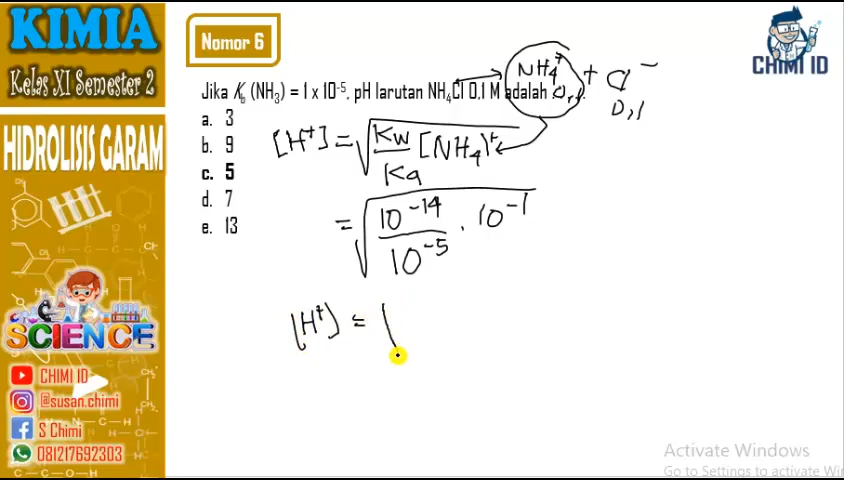 KIMIA
Kelas XI Semester 2
HIDROLISIS GARAM
SCIENCE
CHIMI ID
@susan.chimi
S Chimi
081217692303
Nomor 6
CHIMI ID
Jika Kb (NH₃) = 1 x 10⁻⁵, pH larutan NH₄Cl 0,1 M adalah ...
NH₄⁺ + Cl⁻
0,1 0,1
a. 3
b. 9
c. 5
d. 7
e. 13
[H⁺] = √(Kw/Ka [NH₄]⁺
= √(10⁻¹⁴/10⁻⁵ . 10⁻¹
[H⁺] =
Activate Windows
Go to Settings to activate Win